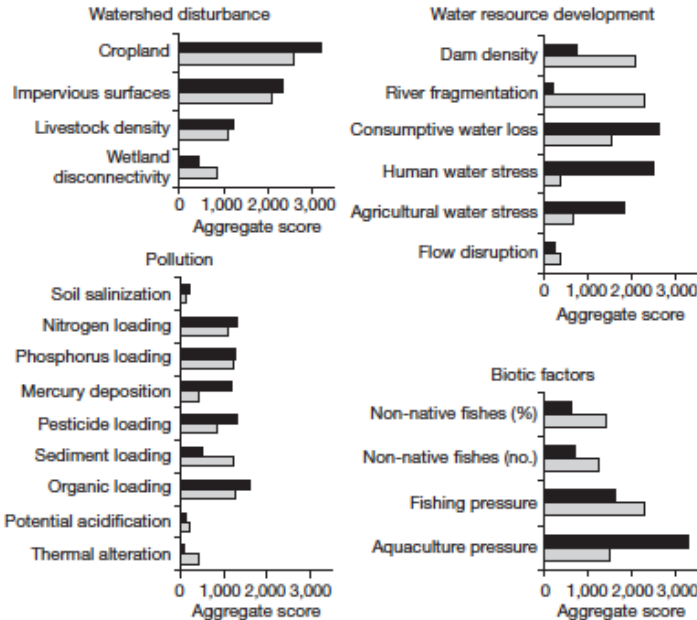 Watershed disturbance
Cropland
Impervious surfaces
Livestock density
Wetland
disconnectivity
0 1,000 2,000 3,000
Aggregate score
Water resource development
Dam density
River fragmentation
Consumptive water loss
Human water stress
Agricultural water stress
Flow disruption
0 1,000 2,000 3,000
Aggregate score
Pollution
Soil salinization
Nitrogen loading
Phosphorus loading
Mercury deposition
Pesticide loading
Sediment loading
Organic loading
Potential acidification
Thermal alteration
0 1,000 2,000 3,000
Aggregate score
Biotic factors
Non-native fishes (%)
Non-native fishes (no.)
Fishing pressure
Aquaculture pressure
0 1,000 2,000 3,000
Aggregate score